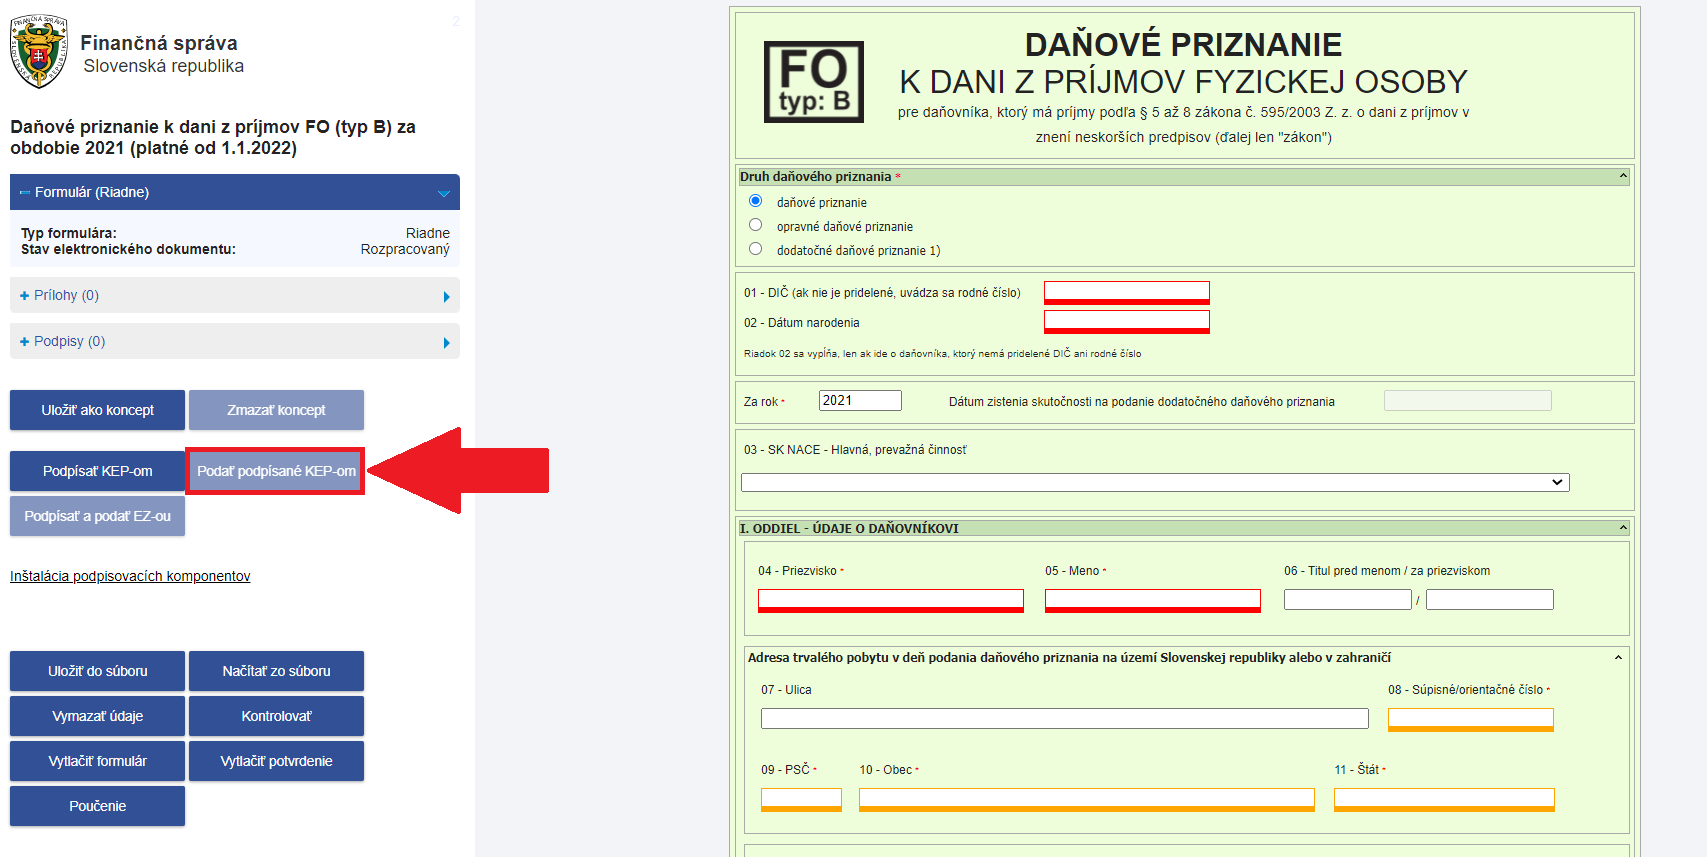 Finančná správa
Slovenská republika
2
Daňové priznanie k dani z príjmov FO (typ B) za
obdobie 2021 (platné od 1.1.2022)
Formulár (Riadne)
Typ formulára: Riadne
Stav elektronického dokumentu: Rozpracovaný
+ Prílohy (0)
+ Podpisy (0)
Uložiť ako koncept Zmazať koncept
Podpísať KEP-om Podať podpísané KEP-om
Podpísať a podať EZ-ou
Inštalácia podpisovacích komponentov
Uložiť do súboru Načítať zo súboru
Vymazať údaje Kontrolovať
Vytlačiť formulár Vytlačiť potvrdenie
Poučenie
FO
typ: B
DAŇOVÉ PRIZNANIE
K DANI Z PRÍJMOV FYZICKEJ OSOBY
pre daňovníka, ktorý má príjmy podľa § 5 až 8 zákona č. 595/2003 Z. z. o dani z príjmov v
znení neskorších predpisov (ďalej len "zákon")
Druh daňového priznania *
daňové priznanie
opravné daňové priznanie
dodatočné daňové priznanie 1)
01 - DIČ (ak nie je pridelené, uvádza sa rodné číslo)
02 - Dátum narodenia
Riadok 02 sa vypĺňa, len ak ide o daňovníka, ktorý nemá pridelené DIČ ani rodné číslo
Za rok * 2021 Dátum zistenia skutočnosti na podanie dodatočného daňového priznania
03 - SK NACE - Hlavná, prevažná činnosť
I. ODDIEL - ÚDAJE O DAŇOVNÍKOVI
04 - Priezvisko * 05 - Meno * 06 - Titul pred menom / za priezviskom
/
Adresa trvalého pobytu v deň podania daňového priznania na území Slovenskej republiky alebo v zahraničí
07 - Ulica 08 - Súpisné/orientačné číslo *
09 - PSČ * 10 - Obec * 11 - Štát *